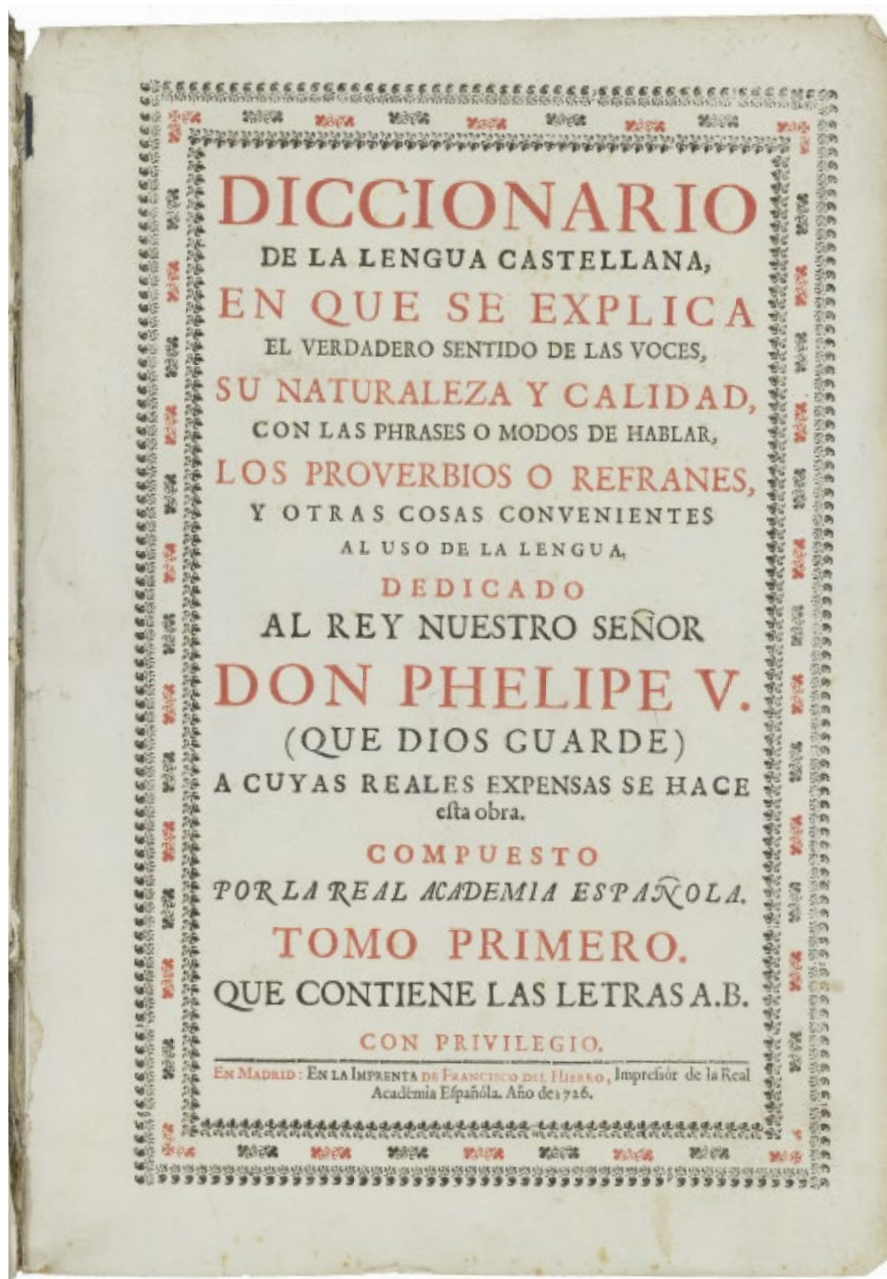 DICCIONARIO
DE LA LENGUA CASTELLANA,
EN QUE SE EXPLICA
EL VERDADERO SENTIDO DE LAS VOCES,
SU NATURALEZA Y CALIDAD,
CON LAS PHRASES O MODOS DE HABLAR,
LOS PROVERBIOS O REFRANES,
Y OTRAS COSAS CONVENIENTES
AL USO DE LA LENGUA.
DEDICADO
AL REY NUESTRO SEÑOR
DON PHELIPE V.
(QUE DIOS GUARDE)
A CUYAS REALES EXPENSAS SE HACE
eſta obra.
COMPUESTO
POR LA REAL ACADEMIA ESPAÑOLA.
TOMO PRIMERO.
QUE CONTIENE LAS LETRAS A.B.
CON PRIVILEGIO.
EN MADRID: EN LA IMPRENTA DE FRANCISCO DEL HIERRO, Impreſsór de la Real
Académia Eſpañóla. Año de 1726.